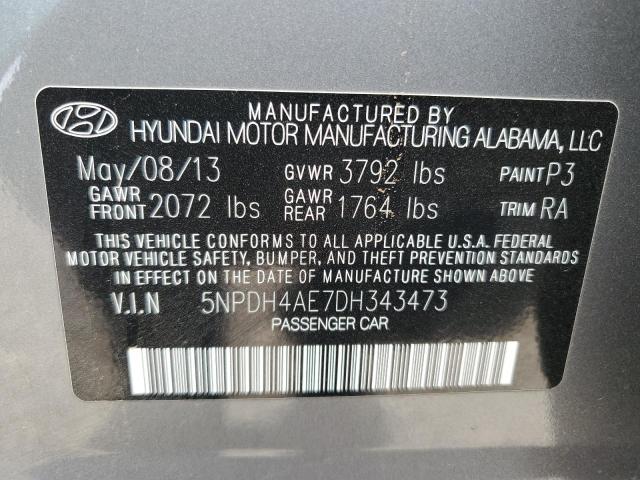 MANUFACTURED BY
HYUNDAI MOTOR MANUFACTURING ALABAMA, LLC
May/08/13 GVWR 3792 lbs PAINT P3
GAWR FRONT 2072 lbs GAWR REAR 1764 lbs TRIM RA
THIS VEHICLE CONFORMS TO ALL APPLICABLE U.S.A. FEDERAL
MOTOR VEHICLE SAFETY, BUMPER, AND THEFT PREVENTION STANDARDS
IN EFFECT ON THE DATE OF MANUFACTURE SHOWN ABOVE.
V.I.N 5NPDH4AE7DH343473
PASSENGER CAR